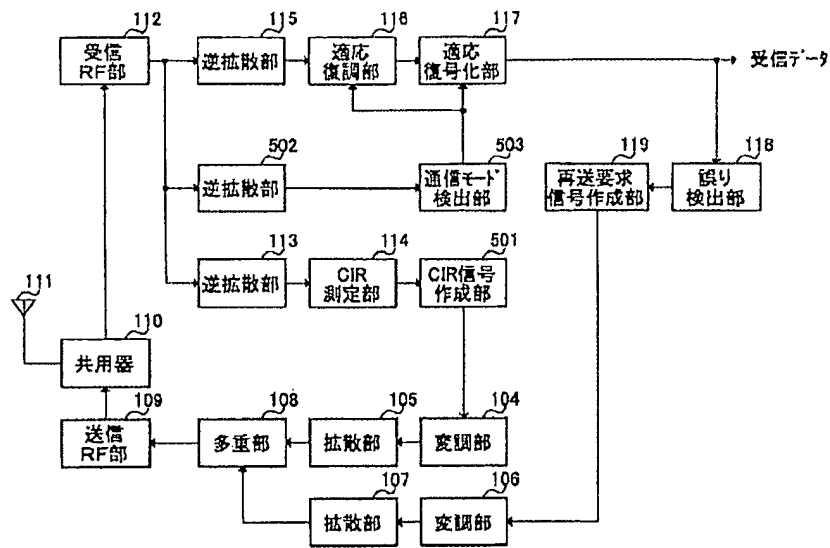 112
受信
RF部
115
逆拡散部
116
適応
復調部
117
適応
復号化部
受信データ
502
逆拡散部
503
通信モード
検出部
119
再送要求
信号作成部
118
誤り
検出部
113
逆拡散部
114
CIR
測定部
501
CIR信号
作成部
111
110
共用器
109
送信
RF部
108
多重部
105
拡散部
104
変調部
107
拡散部
106
変調部